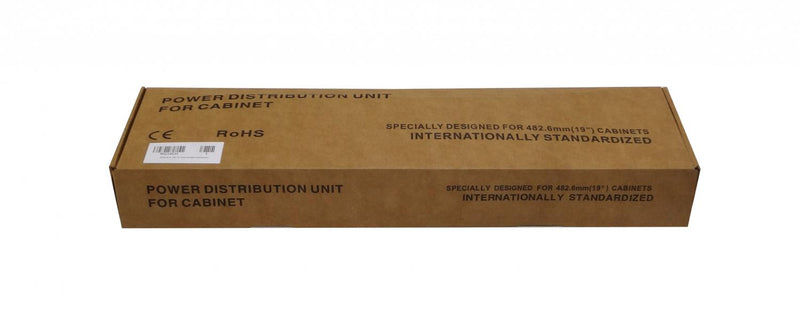 POWER DISTRIBUTION UNIT
FOR CABINET
CE
RoHS
SPECIALLY DESIGNED FOR 482.6mm(19") CABINETS
INTERNATIONALLY STANDARDIZED
POWER DISTRIBUTION UNIT
FOR CABINET
SPECIALLY DESIGNED FOR 482.6mm(19") CABINETS
INTERNATIONALLY STANDARDIZED